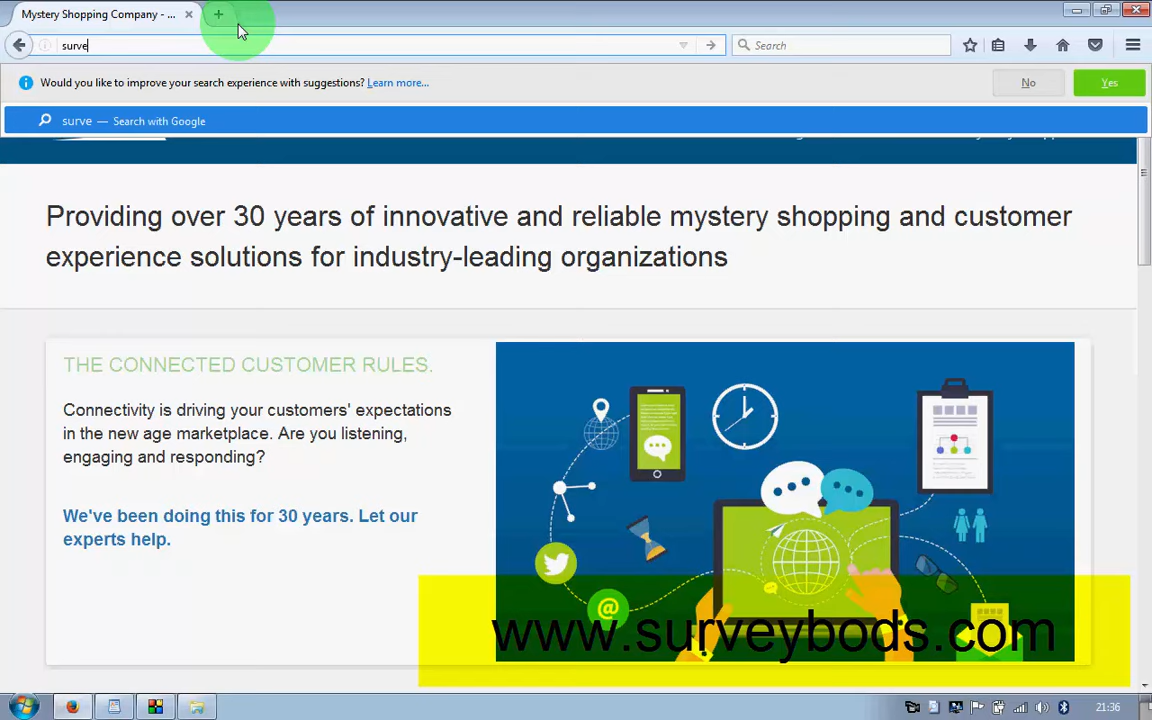 Mystery Shopping Company - ...
surve
Search
Would you like to improve your search experience with suggestions? Learn more...
No
Yes
surve — Search with Google
Providing over 30 years of innovative and reliable mystery shopping and customer
experience solutions for industry-leading organizations
THE CONNECTED CUSTOMER RULES.
Connectivity is driving your customers' expectations
in the new age marketplace. Are you listening,
engaging and responding?
We've been doing this for 30 years. Let our
experts help.
@
www.surveybods.com
21:36